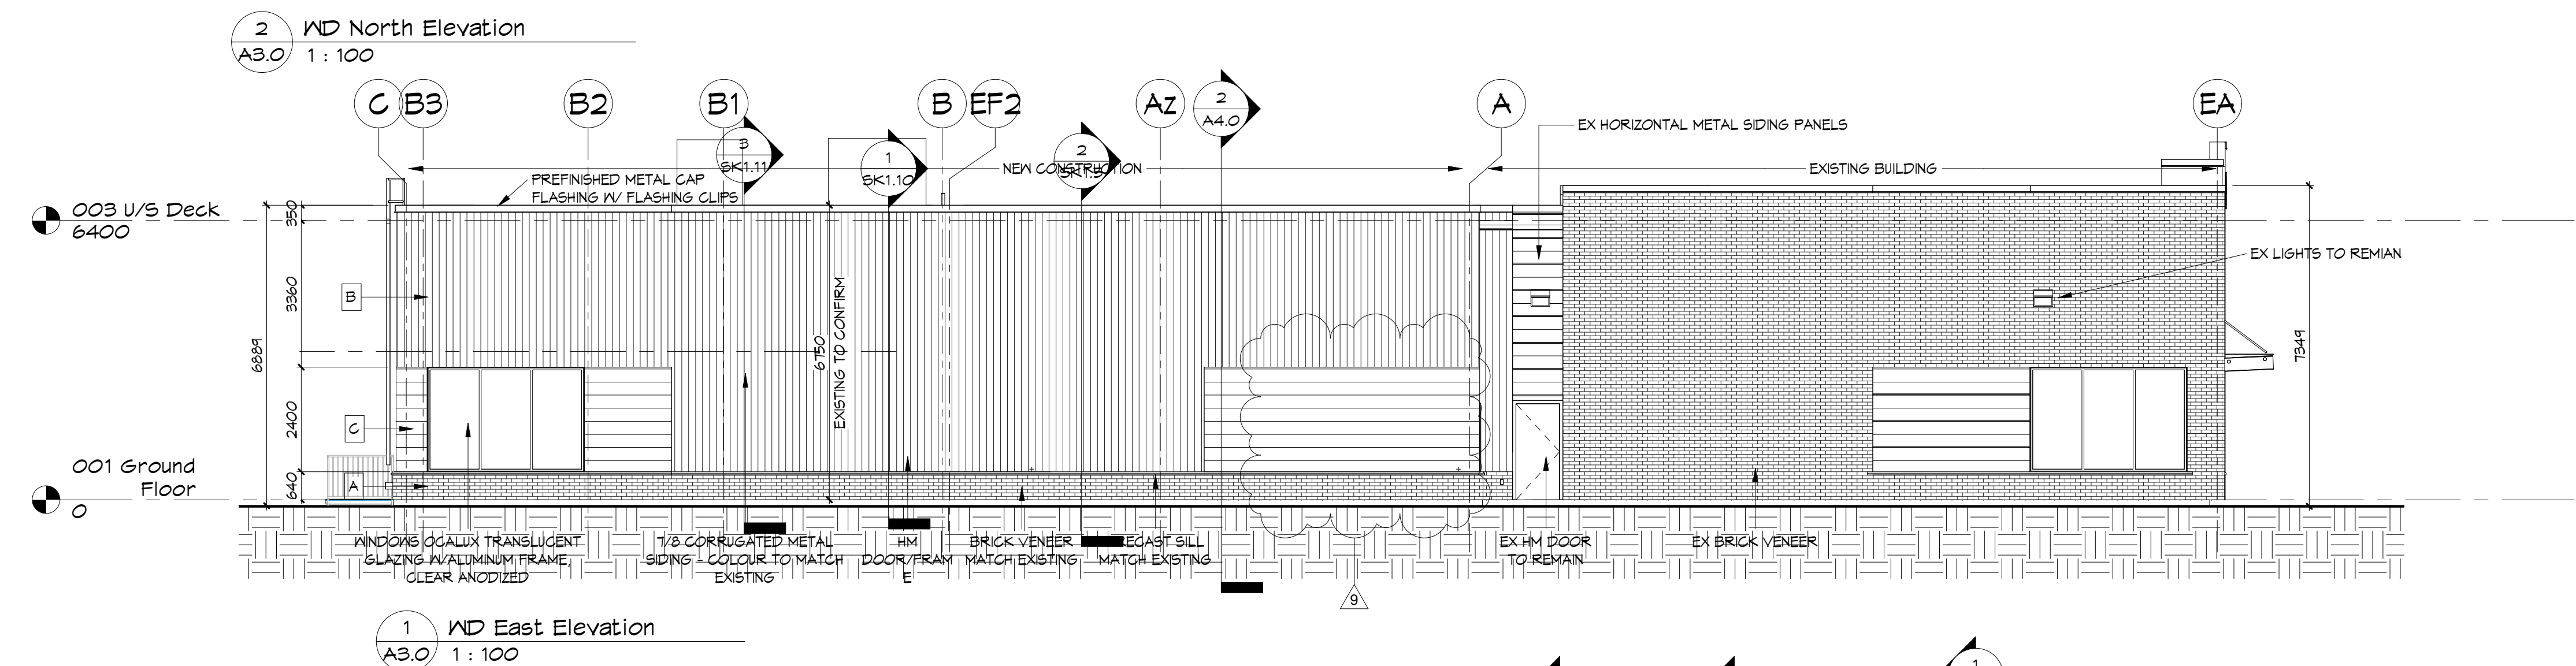 2
A3.0
WD North Elevation
1 : 100
C
B3
B2
B1
B
EF2
Az
2
A4.0
A
EA
3
SK1.11
1
SK1.10
2
EX HORIZONTAL METAL SIDING PANELS
NEW CONSTRUCTION
EXISTING BUILDING
PREFINISHED METAL CAP
FLASHING W/ FLASHING CLIPS
003 U/S Deck
6400
350
3360
2400
640
6889
6750
EXISTING TO CONFIRM
7349
EX LIGHTS TO REMIAN
B
C
A
001 Ground
Floor
0
WINDOWS OCALUX TRANSLUCENT
GLAZING W/ALUMINUM FRAME,
CLEAR ANODIZED
7/8 CORRUGATED METAL
SIDING - COLOUR TO MATCH
EXISTING
HM
DOOR/FRAM
E
BRICK VENEER
MATCH EXISTING
RECAST SILL
MATCH EXISTING
EX HM DOOR
TO REMAIN
EX BRICK VENEER
9
1
A3.0
WD East Elevation
1 : 100
1